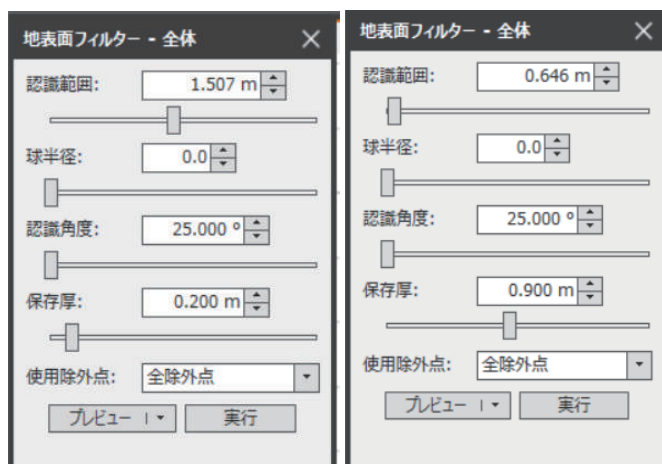 地表面フィルター - 全体
認識範囲: 1.507 m
球半径: 0.0
認識角度: 25.000 º
保存厚: 0.200 m
使用除外点: 全除外点
プレビュー 実行
地表面フィルター - 全体
認識範囲: 0.646 m
球半径: 0.0
認識角度: 25.000 º
保存厚: 0.900 m
使用除外点: 全除外点
プレビュー 実行